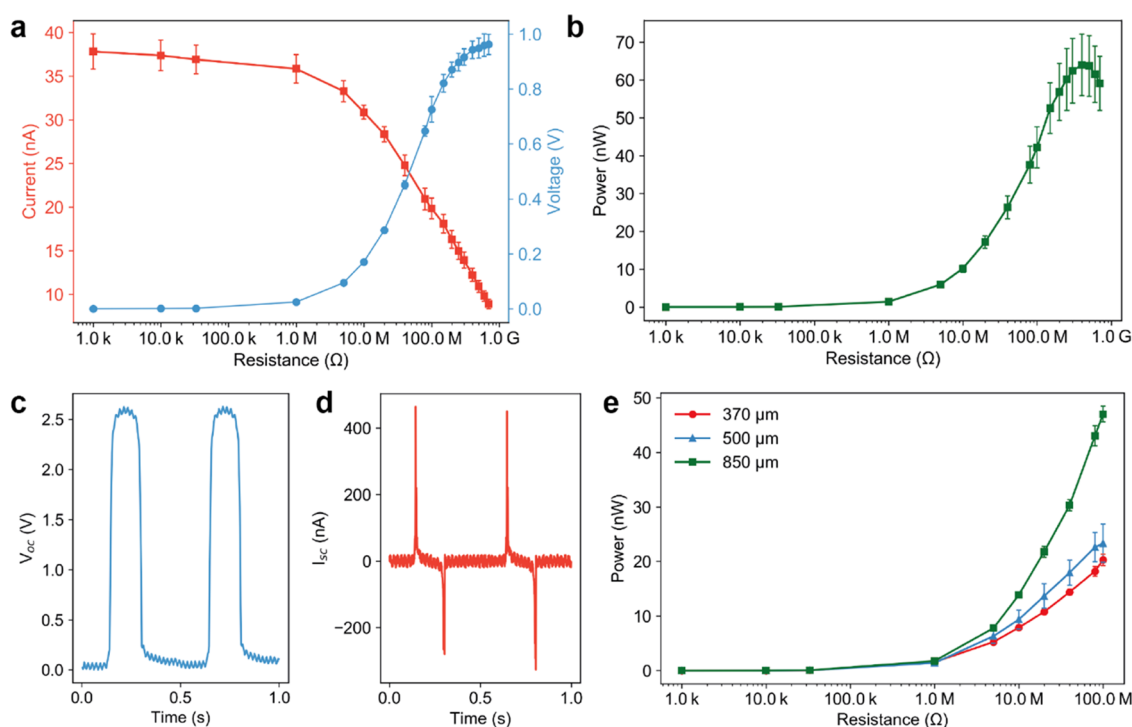 a
40
35
30
25
20
15
10
Current (nA)
1.0
0.8
0.6
0.4
0.2
0.0
Voltage (V)
1.0 k
10.0 k
100.0 k
1.0 M
10.0 M
100.0 M
1.0 G
Resistance (Ω)
b
70
60
50
40
30
20
10
0
Power (nW)
1.0 k
10.0 k
100.0 k
1.0 M
10.0 M
100.0 M
1.0 G
Resistance (Ω)
c
2.5
2.0
1.5
1.0
0.5
0.0
Voc (V)
0.0
0.5
1.0
Time (s)
d
400
200
0
−200
Isc (nA)
0.0
0.5
1.0
Time (s)
e
50
40
30
20
10
0
Power (nW)
370 μm
500 μm
850 μm
1.0 k
10.0 k
100.0 k
1.0 M
10.0 M
100.0 M
Resistance (Ω)